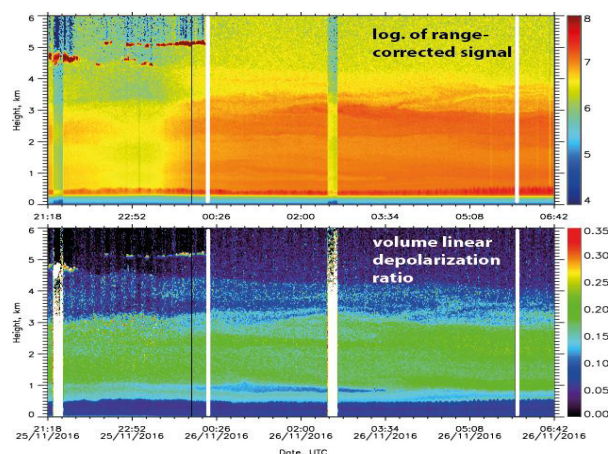 6
5
4
3
2
1
0
Height, km
log. of range-
corrected signal
8
7
6
5
4
21:18 22:52 00:26 02:00 03:34 05:08 06:42
6
5
4
3
2
1
0
Height, km
volume linear
depolarization
ratio
0.35
0.30
0.25
0.20
0.15
0.10
0.05
0.00
21:18 22:52 00:26 02:00 03:34 05:08 06:42
25/11/2016 25/11/2016 26/11/2016 26/11/2016 26/11/2016 26/11/2016 26/11/2016
Date, UTC